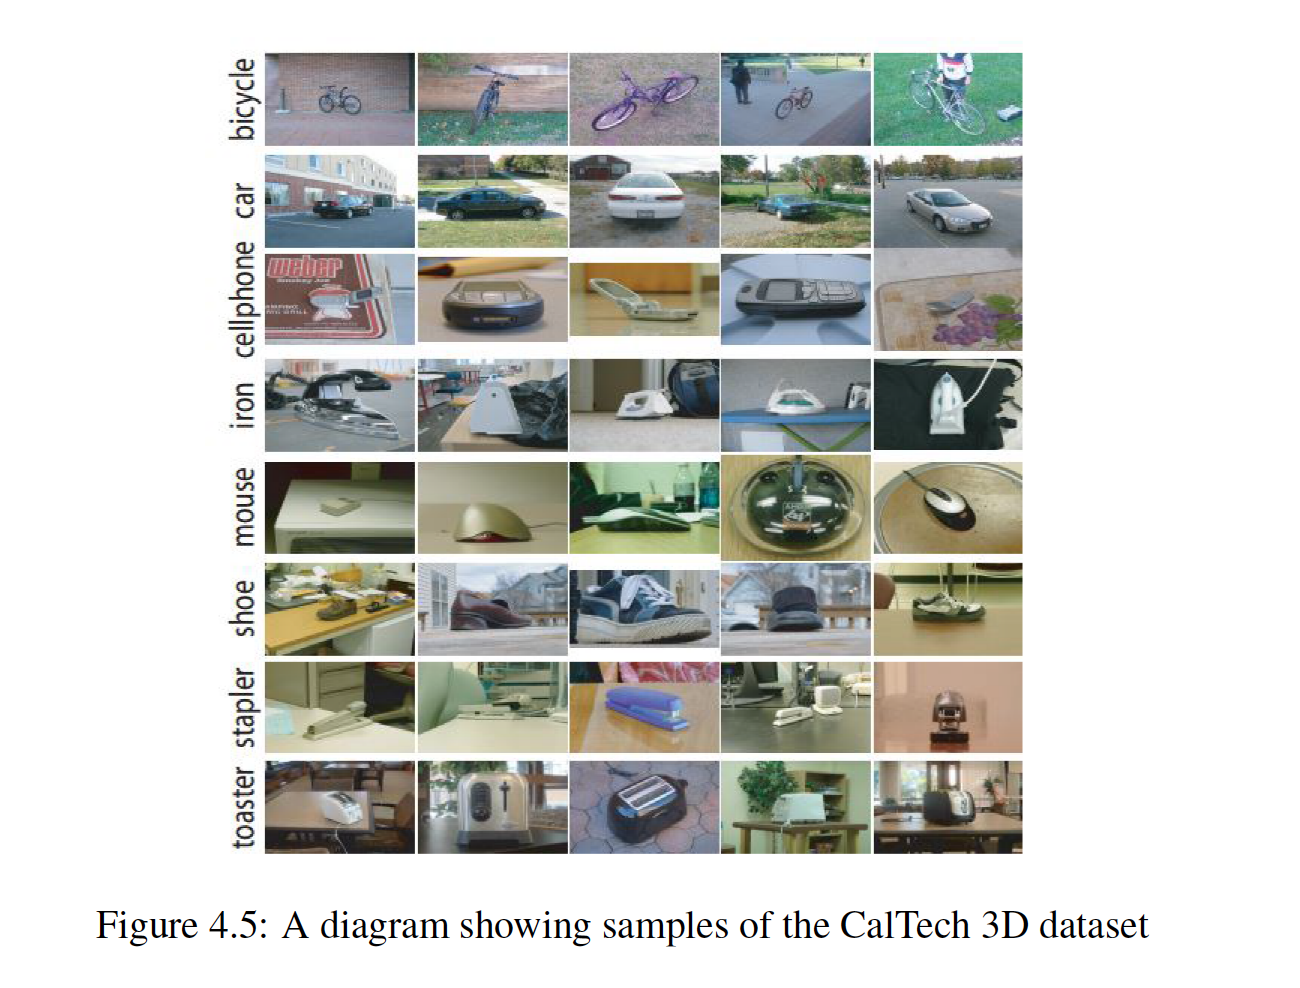 bicycle
car
cellphone
weber
iron
mouse
shoe
stapler
toaster
Figure 4.5: A diagram showing samples of the CalTech 3D dataset